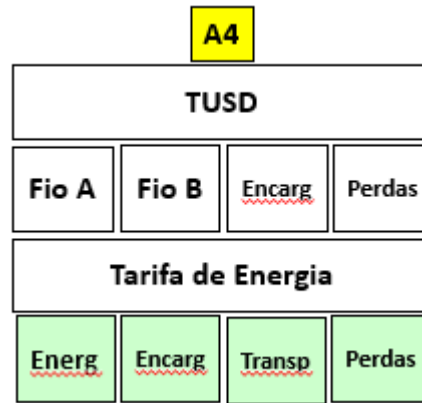 A4
TUSD
Fio A Fio B Encarg Perdas
Tarifa de Energia
Energ Encarg Transp Perdas